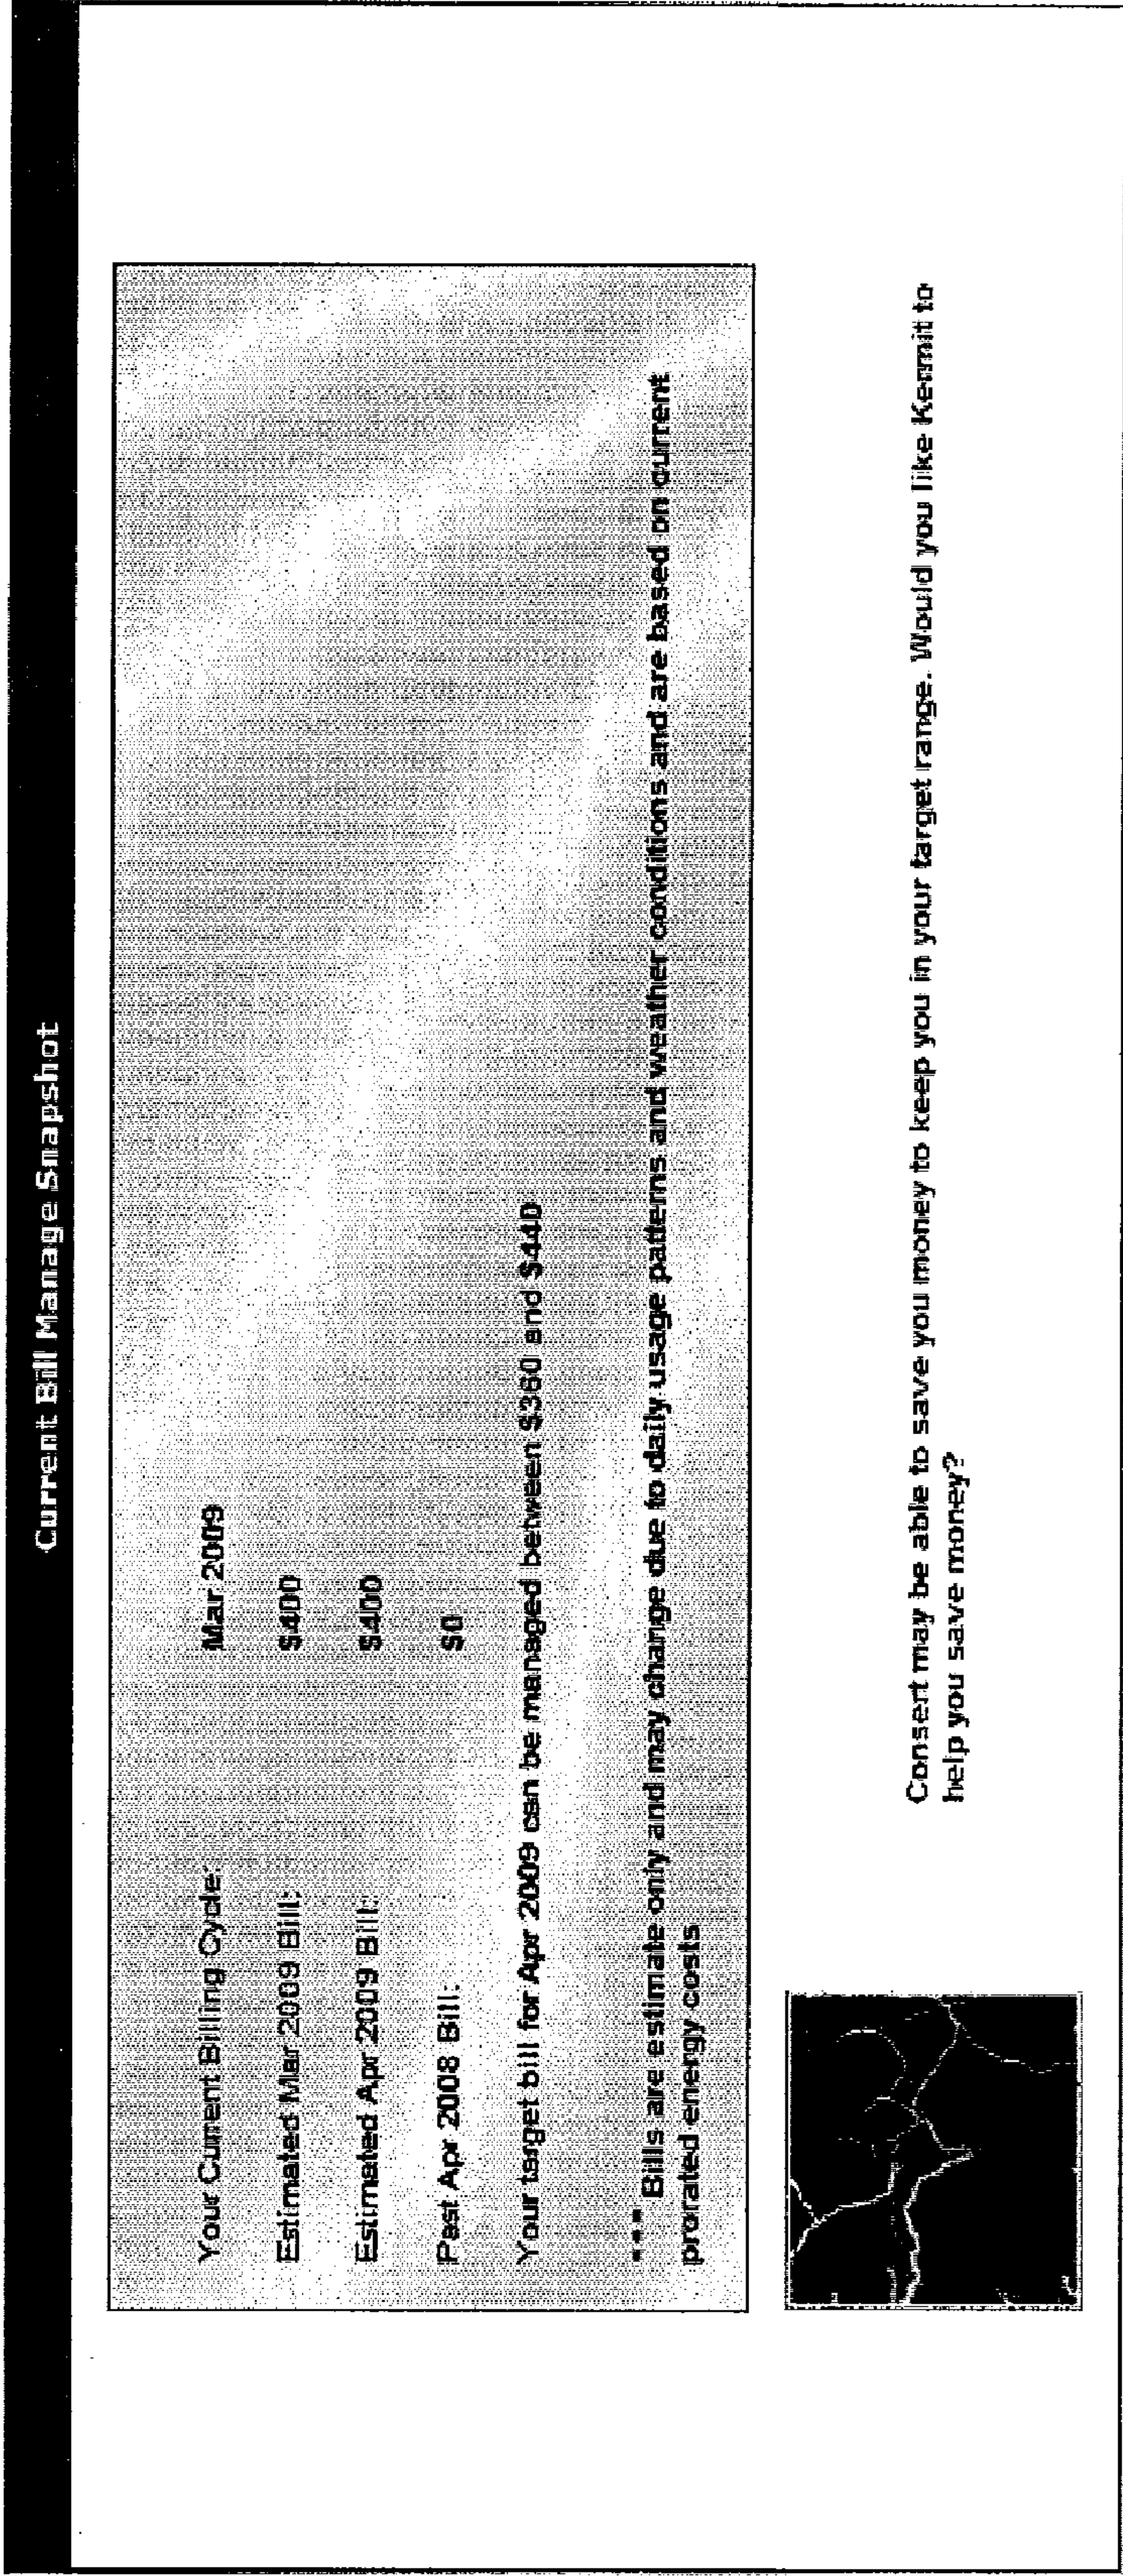 Current Bill Manage Snapshot
Your Current Billing Cycle: Mar 2009
Estimated Mar 2009 Bill: $400
Estimated Apr 2009 Bill: $400
Past Apr 2008 Bill: $0
Your target bill for Apr 2009 can be managed between $360 and $440
*** Bills are estimate only and may change due to daily usage patterns and weather conditions and are based on current
prorated energy costs
Consert may be able to save you money to keep you in your target range. Would you like Kermit to
help you save money?